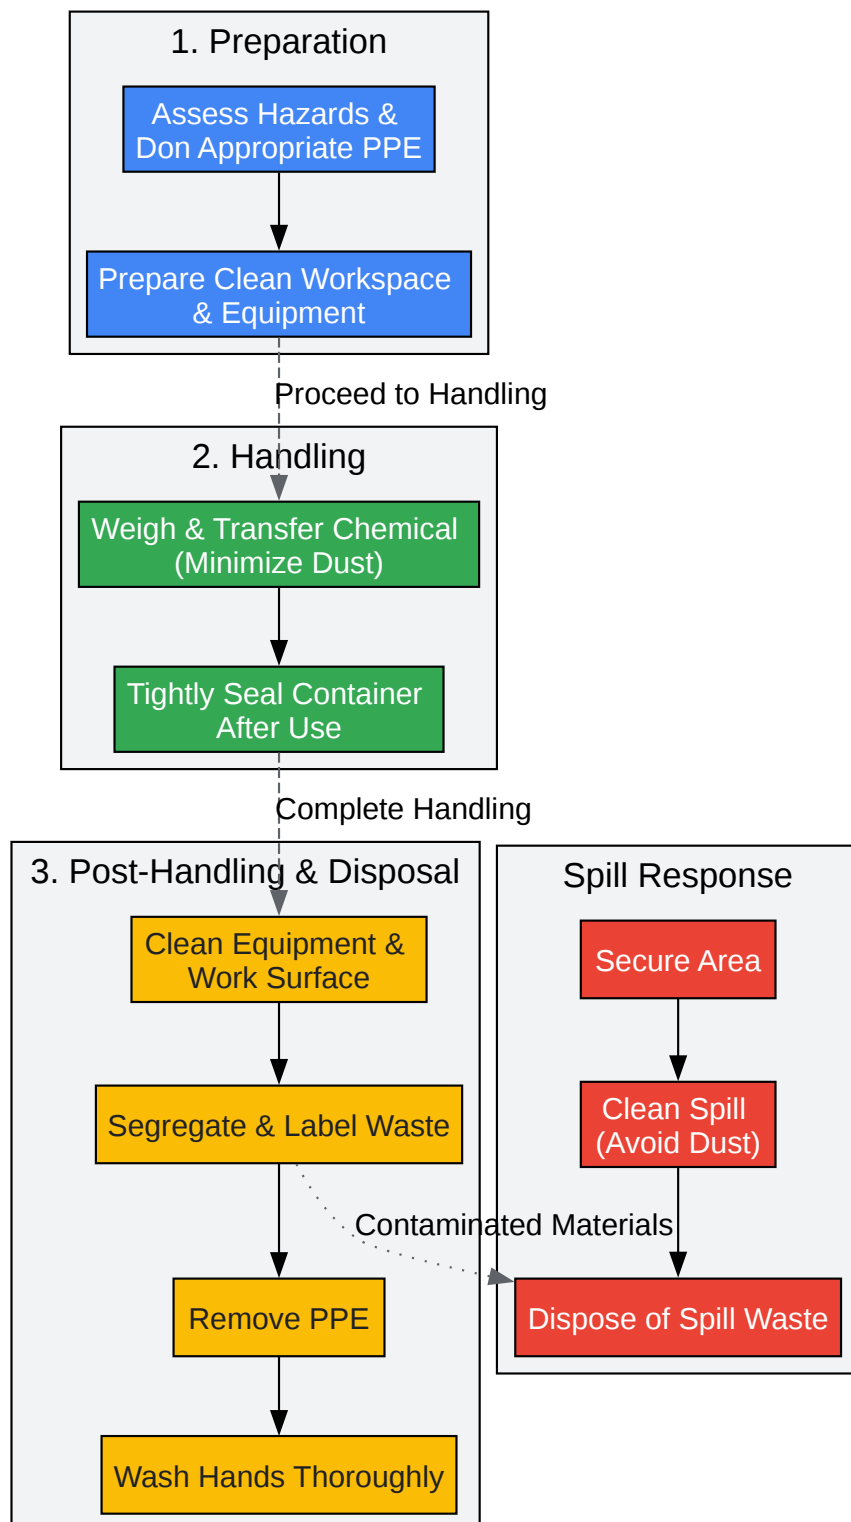 1. Preparation
Assess Hazards &
Don Appropriate PPE
Prepare Clean Workspace
& Equipment
Proceed to Handling
2. Handling
Weigh & Transfer Chemical
(Minimize Dust)
Tightly Seal Container
After Use
Complete Handling
3. Post-Handling & Disposal
Clean Equipment &
Work Surface
Segregate & Label Waste
Contaminated Materials
Remove PPE
Wash Hands Thoroughly
Spill Response
Secure Area
Clean Spill
(Avoid Dust)
Dispose of Spill Waste